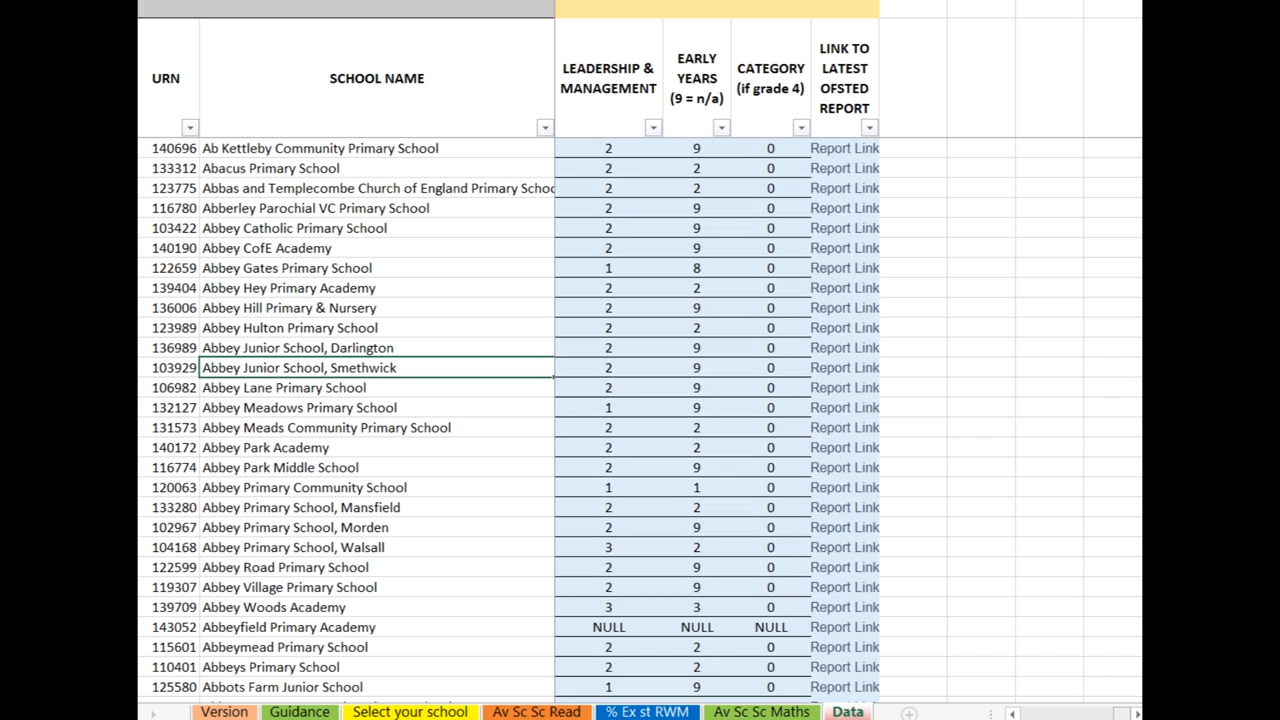 URN SCHOOL NAME LEADERSHIP & MANAGEMENT EARLY YEARS (9 = n/a) CATEGORY (if grade 4) LINK TO LATEST OFSTED REPORT
140696 Ab Kettleby Community Primary School 2 9 0 Report Link
133312 Abacus Primary School 2 2 0 Report Link
123775 Abbas and Templecombe Church of England Primary Schoo 2 2 0 Report Link
116780 Abberley Parochial VC Primary School 2 9 0 Report Link
103422 Abbey Catholic Primary School 2 9 0 Report Link
140190 Abbey CofE Academy 2 9 0 Report Link
122659 Abbey Gates Primary School 1 8 0 Report Link
139404 Abbey Hey Primary Academy 2 2 0 Report Link
136006 Abbey Hill Primary & Nursery 2 9 0 Report Link
123989 Abbey Hulton Primary School 2 2 0 Report Link
136989 Abbey Junior School, Darlington 2 9 0 Report Link
103929 Abbey Junior School, Smethwick 2 9 0 Report Link
106982 Abbey Lane Primary School 2 9 0 Report Link
132127 Abbey Meadows Primary School 1 9 0 Report Link
131573 Abbey Meads Community Primary School 2 2 0 Report Link
140172 Abbey Park Academy 2 2 0 Report Link
116774 Abbey Park Middle School 2 9 0 Report Link
120063 Abbey Primary Community School 1 1 0 Report Link
133280 Abbey Primary School, Mansfield 2 2 0 Report Link
102967 Abbey Primary School, Morden 2 9 0 Report Link
104168 Abbey Primary School, Walsall 3 2 0 Report Link
122599 Abbey Road Primary School 2 9 0 Report Link
119307 Abbey Village Primary School 2 9 0 Report Link
139709 Abbey Woods Academy 3 3 0 Report Link
143052 Abbeyfield Primary Academy NULL NULL NULL Report Link
115601 Abbeymead Primary School 2 2 0 Report Link
110401 Abbeys Primary School 2 2 0 Report Link
125580 Abbots Farm Junior School 1 9 0 Report Link
Version Guidance Select your school Av Sc Sc Read % Ex st RWM Av Sc Sc Maths Data